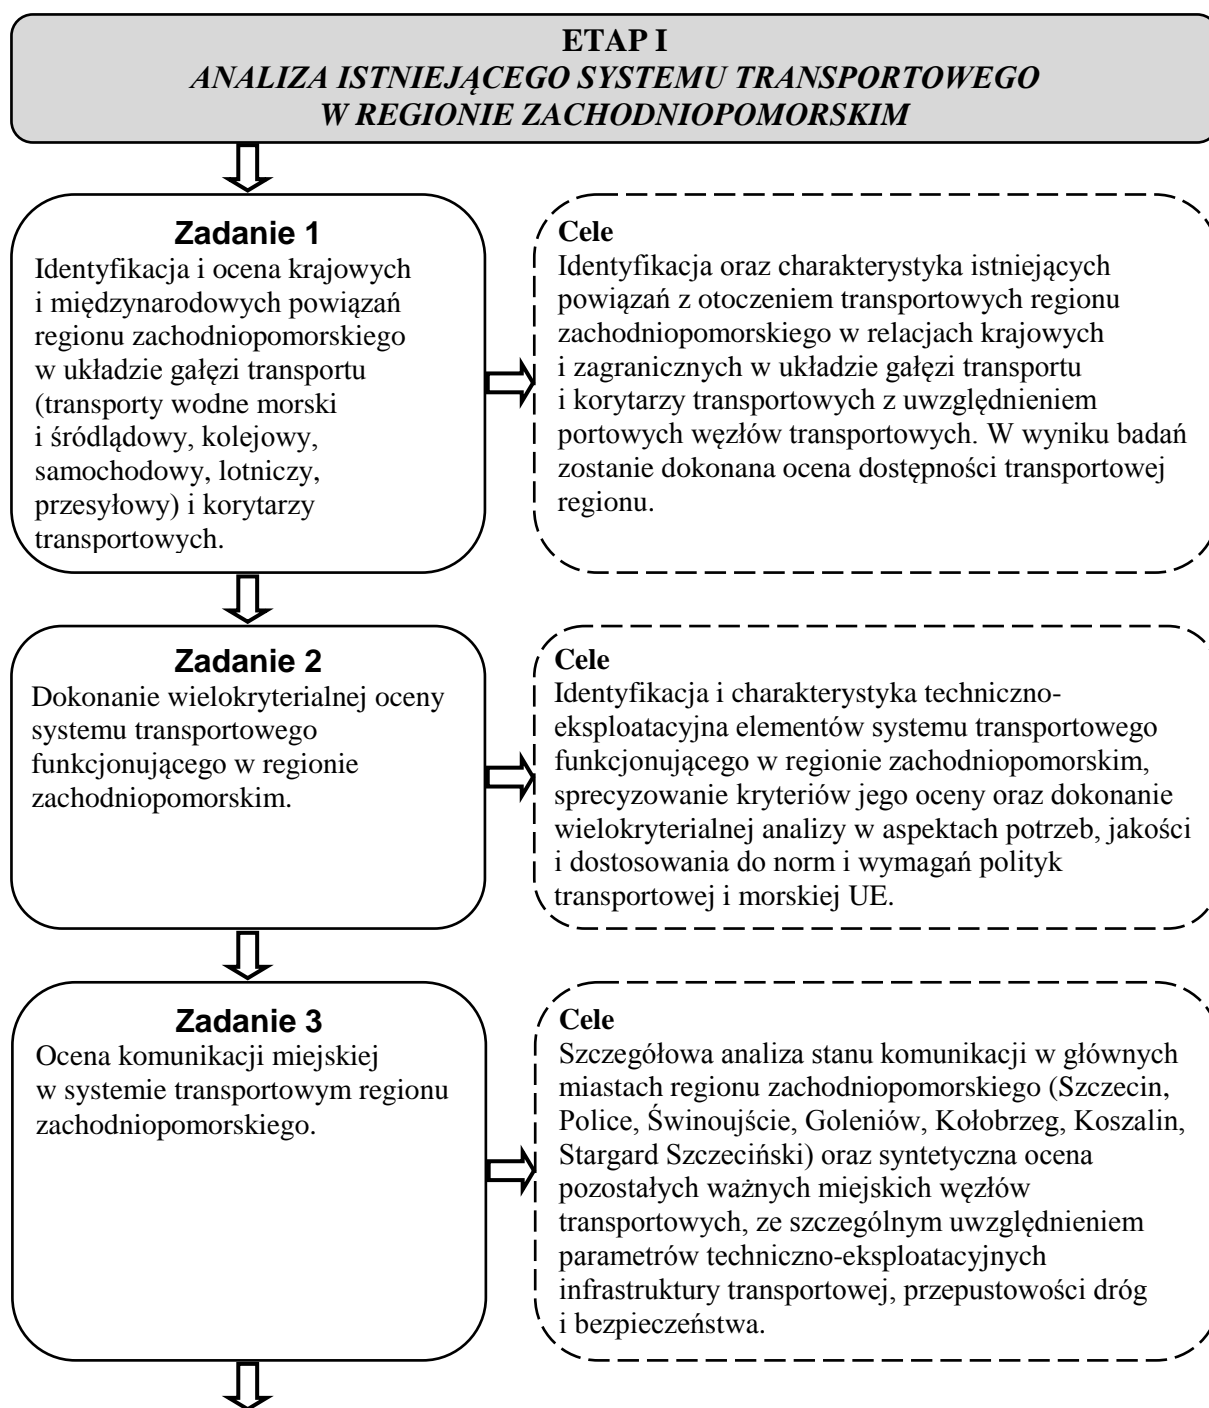 ETAP I
ANALIZA ISTNIEJĄCEGO SYSTEMU TRANSPORTOWEGO
W REGIONIE ZACHODNIOPOMORSKIM
Zadanie 1
Identyfikacja i ocena krajowych
i międzynarodowych powiązań
regionu zachodniopomorskiego
w układzie gałęzi transportu
(transporty wodne morski
i śródlądowy, kolejowy,
samochodowy, lotniczy,
przesyłowy) i korytarzy
transportowych.
Cele
Identyfikacja oraz charakterystyka istniejących
powiązań z otoczeniem transportowych regionu
zachodniopomorskiego w relacjach krajowych
i zagranicznych w układzie gałęzi transportu
i korytarzy transportowych z uwzględnieniem
portowych węzłów transportowych. W wyniku badań
zostanie dokonana ocena dostępności transportowej
regionu.
Zadanie 2
Dokonanie wielokryterialnej oceny
systemu transportowego
funkcjonującego w regionie
zachodniopomorskim.
Cele
Identyfikacja i charakterystyka techniczno-
eksploatacyjna elementów systemu transportowego
funkcjonującego w regionie zachodniopomorskim,
sprecyzowanie kryteriów jego oceny oraz dokonanie
wielokryterialnej analizy w aspektach potrzeb, jakości
i dostosowania do norm i wymagań polityk
transportowej i morskiej UE.
Zadanie 3
Ocena komunikacji miejskiej
w systemie transportowym regionu
zachodniopomorskiego.
Cele
Szczegółowa analiza stanu komunikacji w głównych
miastach regionu zachodniopomorskiego (Szczecin,
Police, Świnoujście, Goleniów, Kołobrzeg, Koszalin,
Stargard Szczeciński) oraz syntetyczna ocena
pozostałych ważnych miejskich węzłów
transportowych, ze szczególnym uwzględnieniem
parametrów techniczno-eksploatacyjnych
infrastruktury transportowej, przepustowości dróg
i bezpieczeństwa.